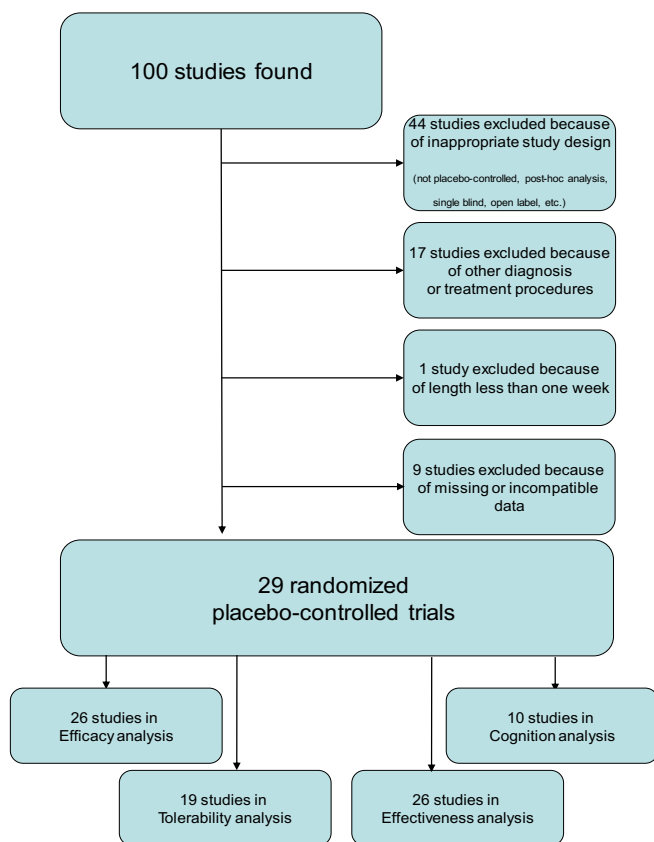 100 studies found
44 studies excluded because
of inappropriate study design
(not placebo-controlled, post-hoc analysis,
single blind, open label, etc.)
17 studies excluded because
of other diagnosis
or treatment procedures
1 study excluded because
of length less than one week
9 studies excluded because
of missing or incompatible
data
29 randomized
placebo-controlled trials
26 studies in
Efficacy analysis
10 studies in
Cognition analysis
19 studies in
Tolerability analysis
26 studies in
Effectiveness analysis